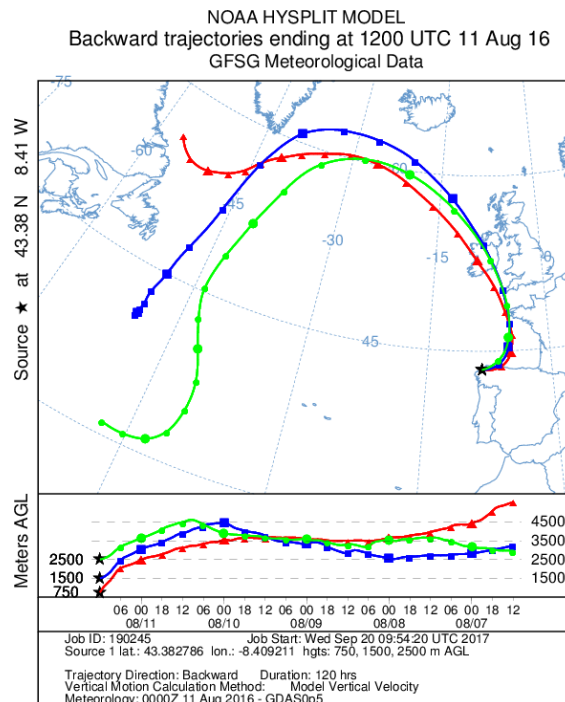 NOAA HYSPLIT MODEL
Backward trajectories ending at 1200 UTC 11 Aug 16
GFSG Meteorological Data
Source ★ at 43.38 N 8.41 W
-75
-60
-45
-30
-15
0
60
45
Meters AGL
2500
1500
750
4500
3500
2500
1500
06 00 18 12 06 00 18 12 06 00 18 12 06 00 18 12 06 00 18 12
08/11 08/10 08/09 08/08 08/07
Job ID: 190245 Job Start: Wed Sep 20 09:54:20 UTC 2017
Source 1 lat.: 43.382786 lon.: -8.409211 hgts: 750, 1500, 2500 m AGL
Trajectory Direction: Backward Duration: 120 hrs
Vertical Motion Calculation Method: Model Vertical Velocity
Meteorology: 0000Z 11 Aug 2016 - GDAS0p5